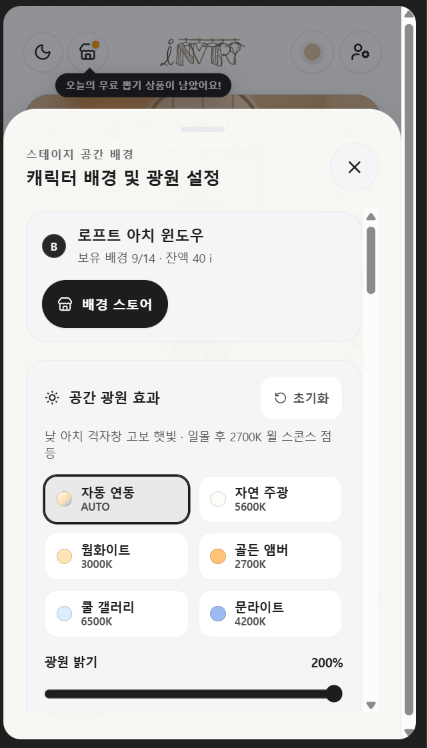 INVTRY
오늘의 무료 뽑기 상품이 남았어요!
스테이지 공간 배경
캐릭터 배경 및 광원 설정
B
로프트 아치 윈도우
보유 배경 9/14 · 잔액 40 i
배경 스토어
공간 광원 효과
초기화
낮 아치 격자창 고보 햇빛 · 일몰 후 2700K 월 스콘스 점
등
자동 연동
AUTO
자연 주광
5600K
웜화이트
3000K
골든 앰버
2700K
쿨 갤러리
6500K
문라이트
4200K
광원 밝기
200%